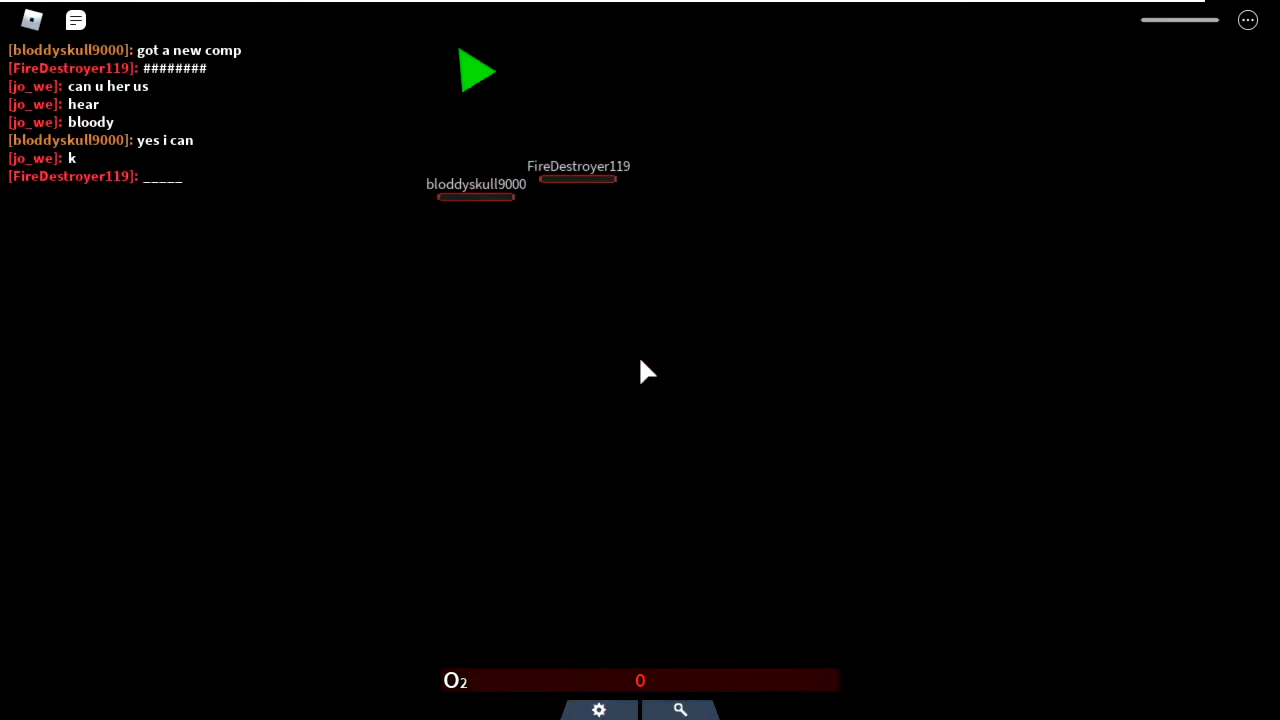 [bloddyskull9000]: got a new comp
[FireDestroyer119]: ########
[jo_we]: can u her us
[jo_we]: hear
[jo_we]: bloody
[bloddyskull9000]: yes i can
[jo_we]: k
[FireDestroyer119]: _____
FireDestroyer119
bloddyskull9000
O2 0